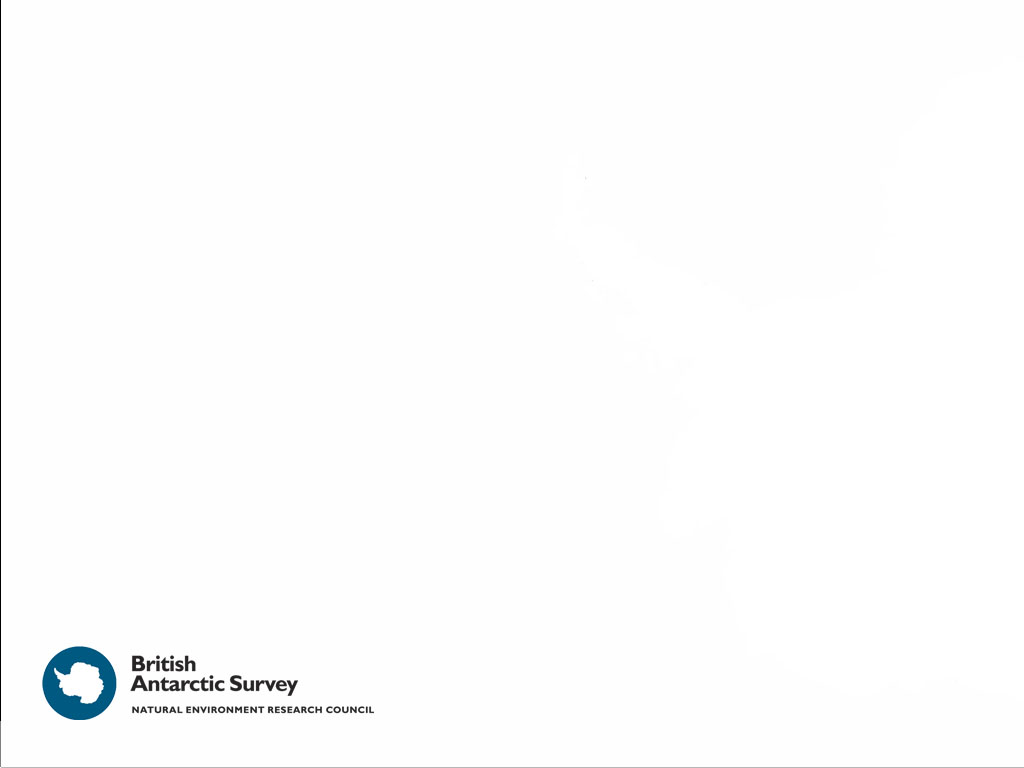 British
Antarctic Survey
NATURAL ENVIRONMENT RESEARCH COUNCIL